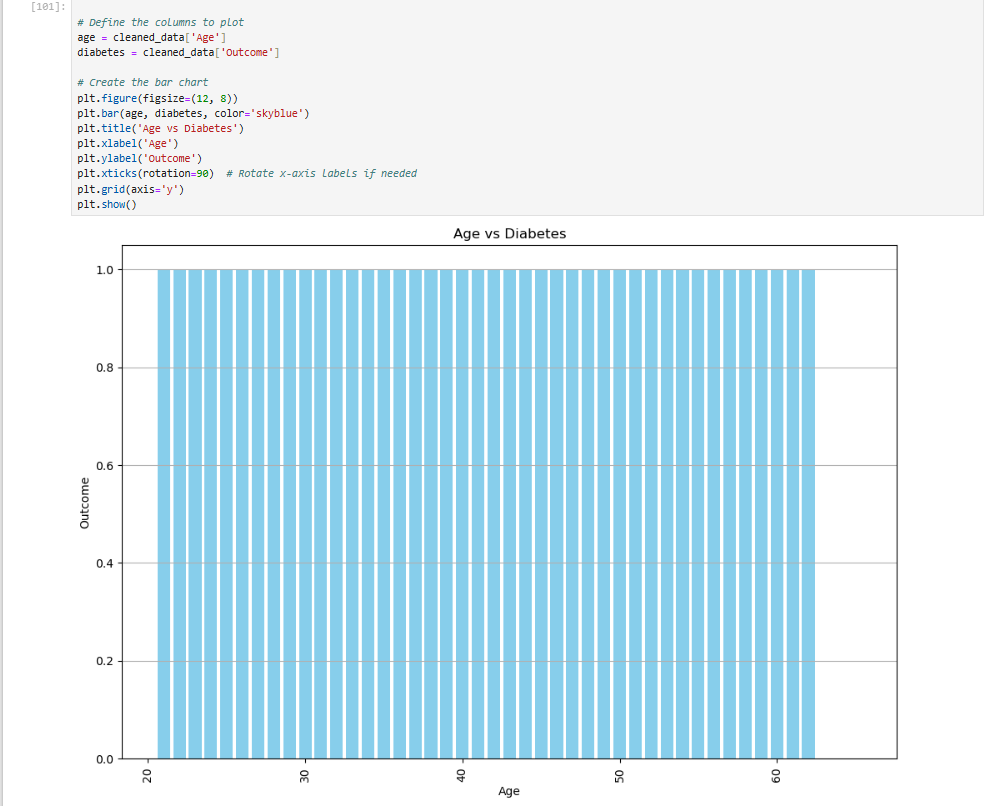 [101]:
# Define the columns to plot
age = cleaned_data['Age']
diabetes = cleaned_data['Outcome']
# Create the bar chart
plt.figure(figsize=(12, 8))
plt.bar(age, diabetes, color='skyblue')
plt.title('Age vs Diabetes')
plt.xlabel('Age')
plt.ylabel('Outcome')
plt.xticks(rotation=90)  # Rotate x-axis labels if needed
plt.grid(axis='y')
plt.show()
Age vs Diabetes
1.0
0.8
0.6
0.4
0.2
0.0
Outcome
20 30 40 50 60
Age